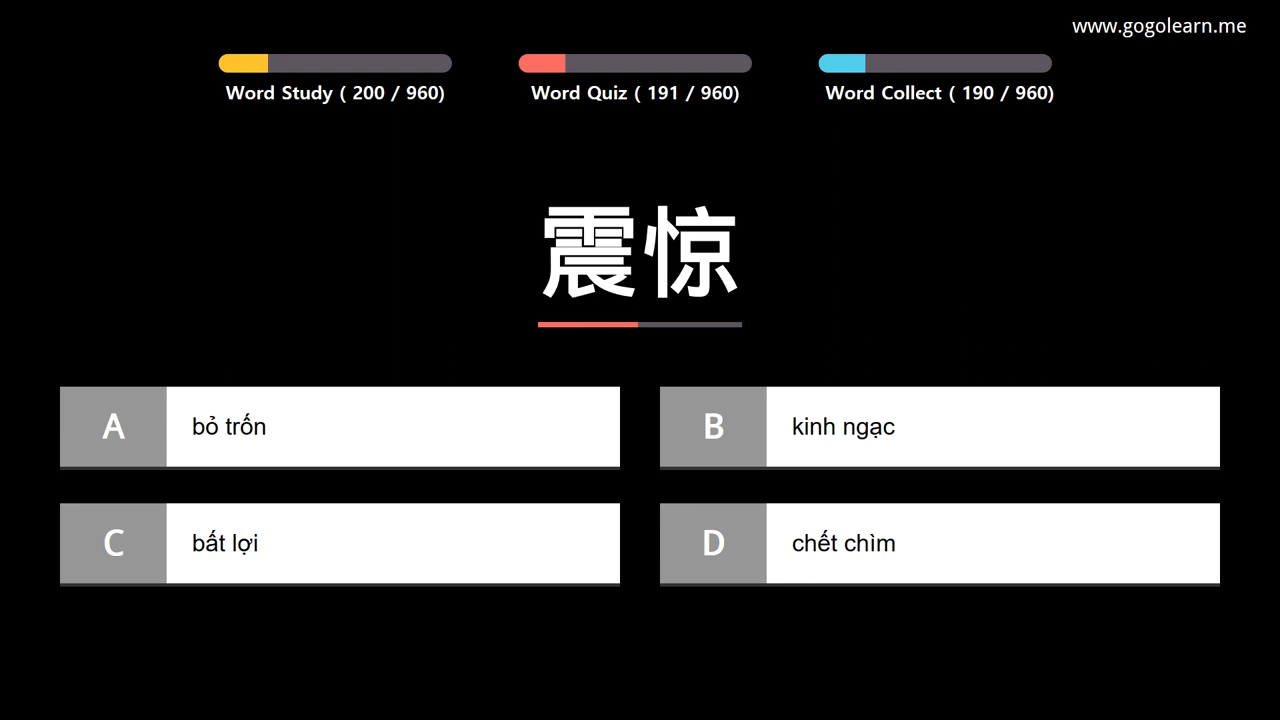 www.gogolearn.me
Word Study ( 200 / 960)
Word Quiz ( 191 / 960)
Word Collect ( 190 / 960)
震惊
A bỏ trốn
B kinh ngạc
C bất lợi
D chết chìm